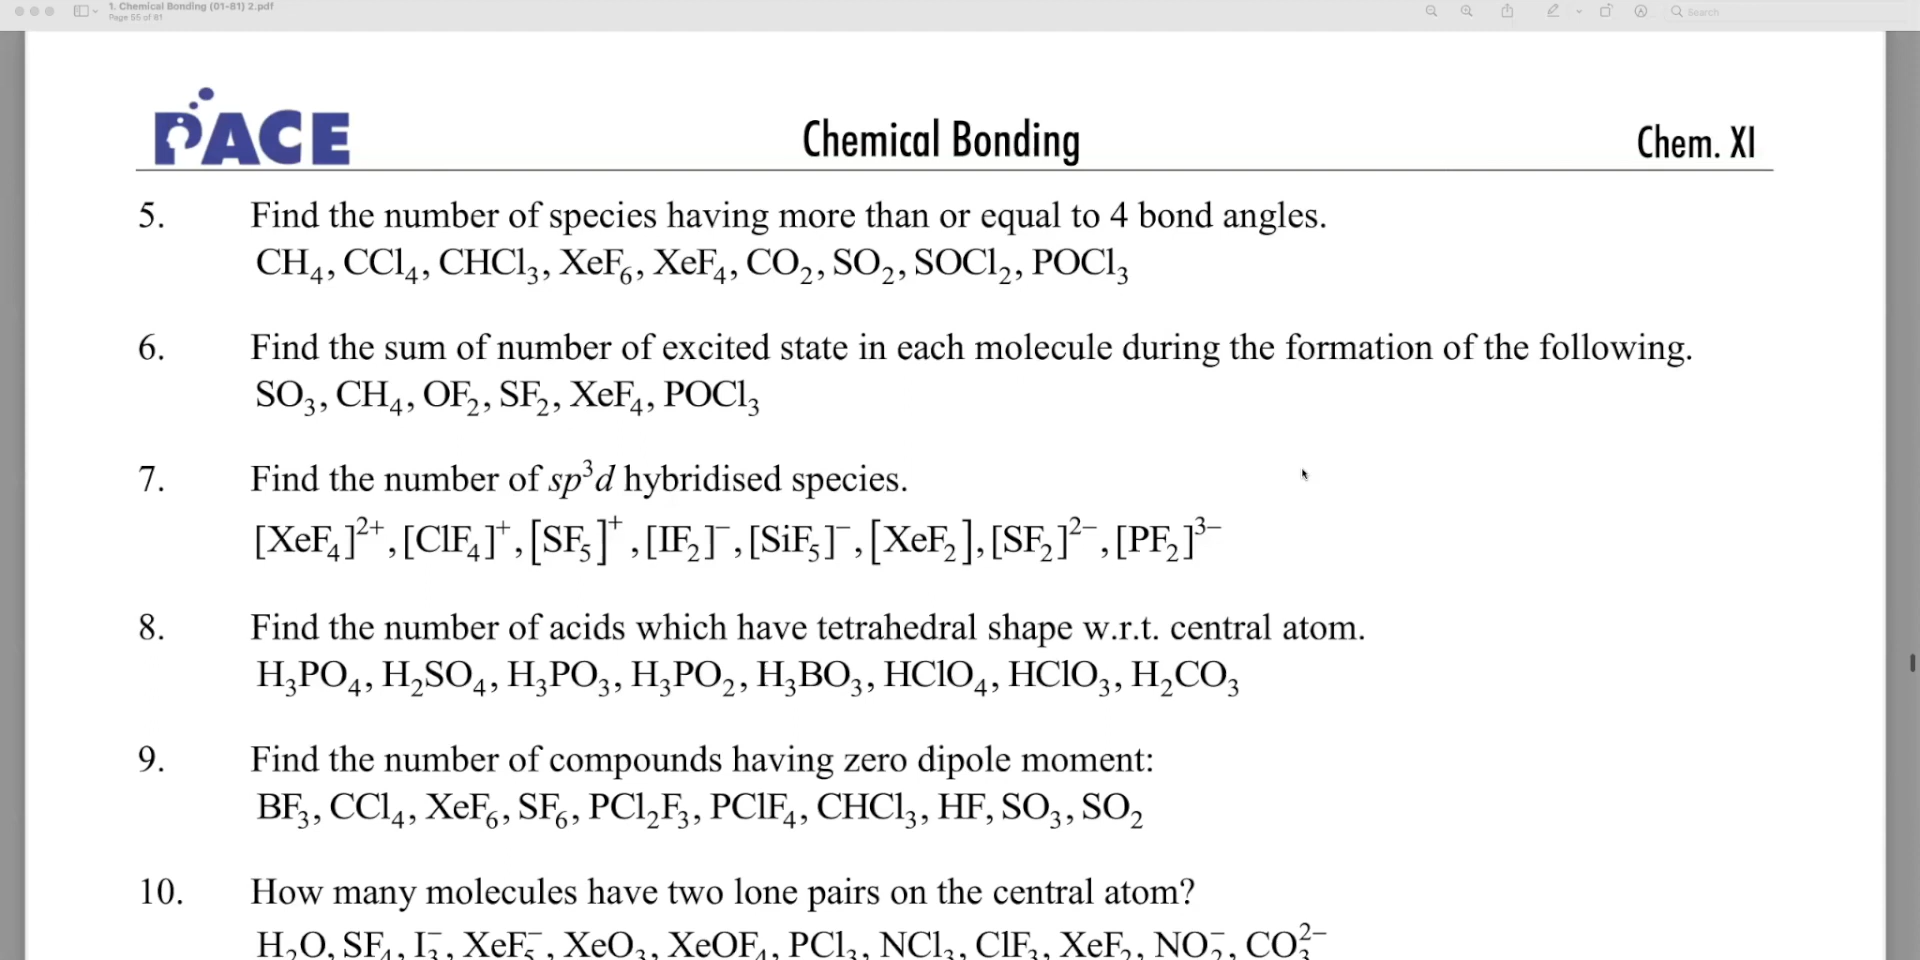 1. Chemical Bonding (01-81) 2.pdf
Page 55 of 81
Search
PACE
Chemical Bonding
Chem. XI
5. Find the number of species having more than or equal to 4 bond angles.
CH₄, CCl₄, CHCl₃, XeF₆, XeF₄, CO₂, SO₂, SOCl₂, POCl₃
6. Find the sum of number of excited state in each molecule during the formation of the following.
SO₃, CH₄, OF₂, SF₂, XeF₄, POCl₃
7. Find the number of sp³d hybridised species.
[XeF₄]²⁺, [ClF₄]⁺, [SF₅]⁺, [IF₂]⁻, [SiF₅]⁻, [XeF₂], [SF₂]²⁻, [PF₂]³⁻
8. Find the number of acids which have tetrahedral shape w.r.t. central atom.
H₃PO₄, H₂SO₄, H₃PO₃, H₃PO₂, H₃BO₃, HClO₄, HClO₃, H₂CO₃
9. Find the number of compounds having zero dipole moment:
BF₃, CCl₄, XeF₆, SF₆, PCl₂F₃, PClF₄, CHCl₃, HF, SO₃, SO₂
10. How many molecules have two lone pairs on the central atom?
H₂O, SF₄, I₃⁻, XeF₅⁻, XeO₃, XeOF₄, PCl₃, NCl₃, ClF₃, XeF₂, NO₂⁻, CO₃²⁻